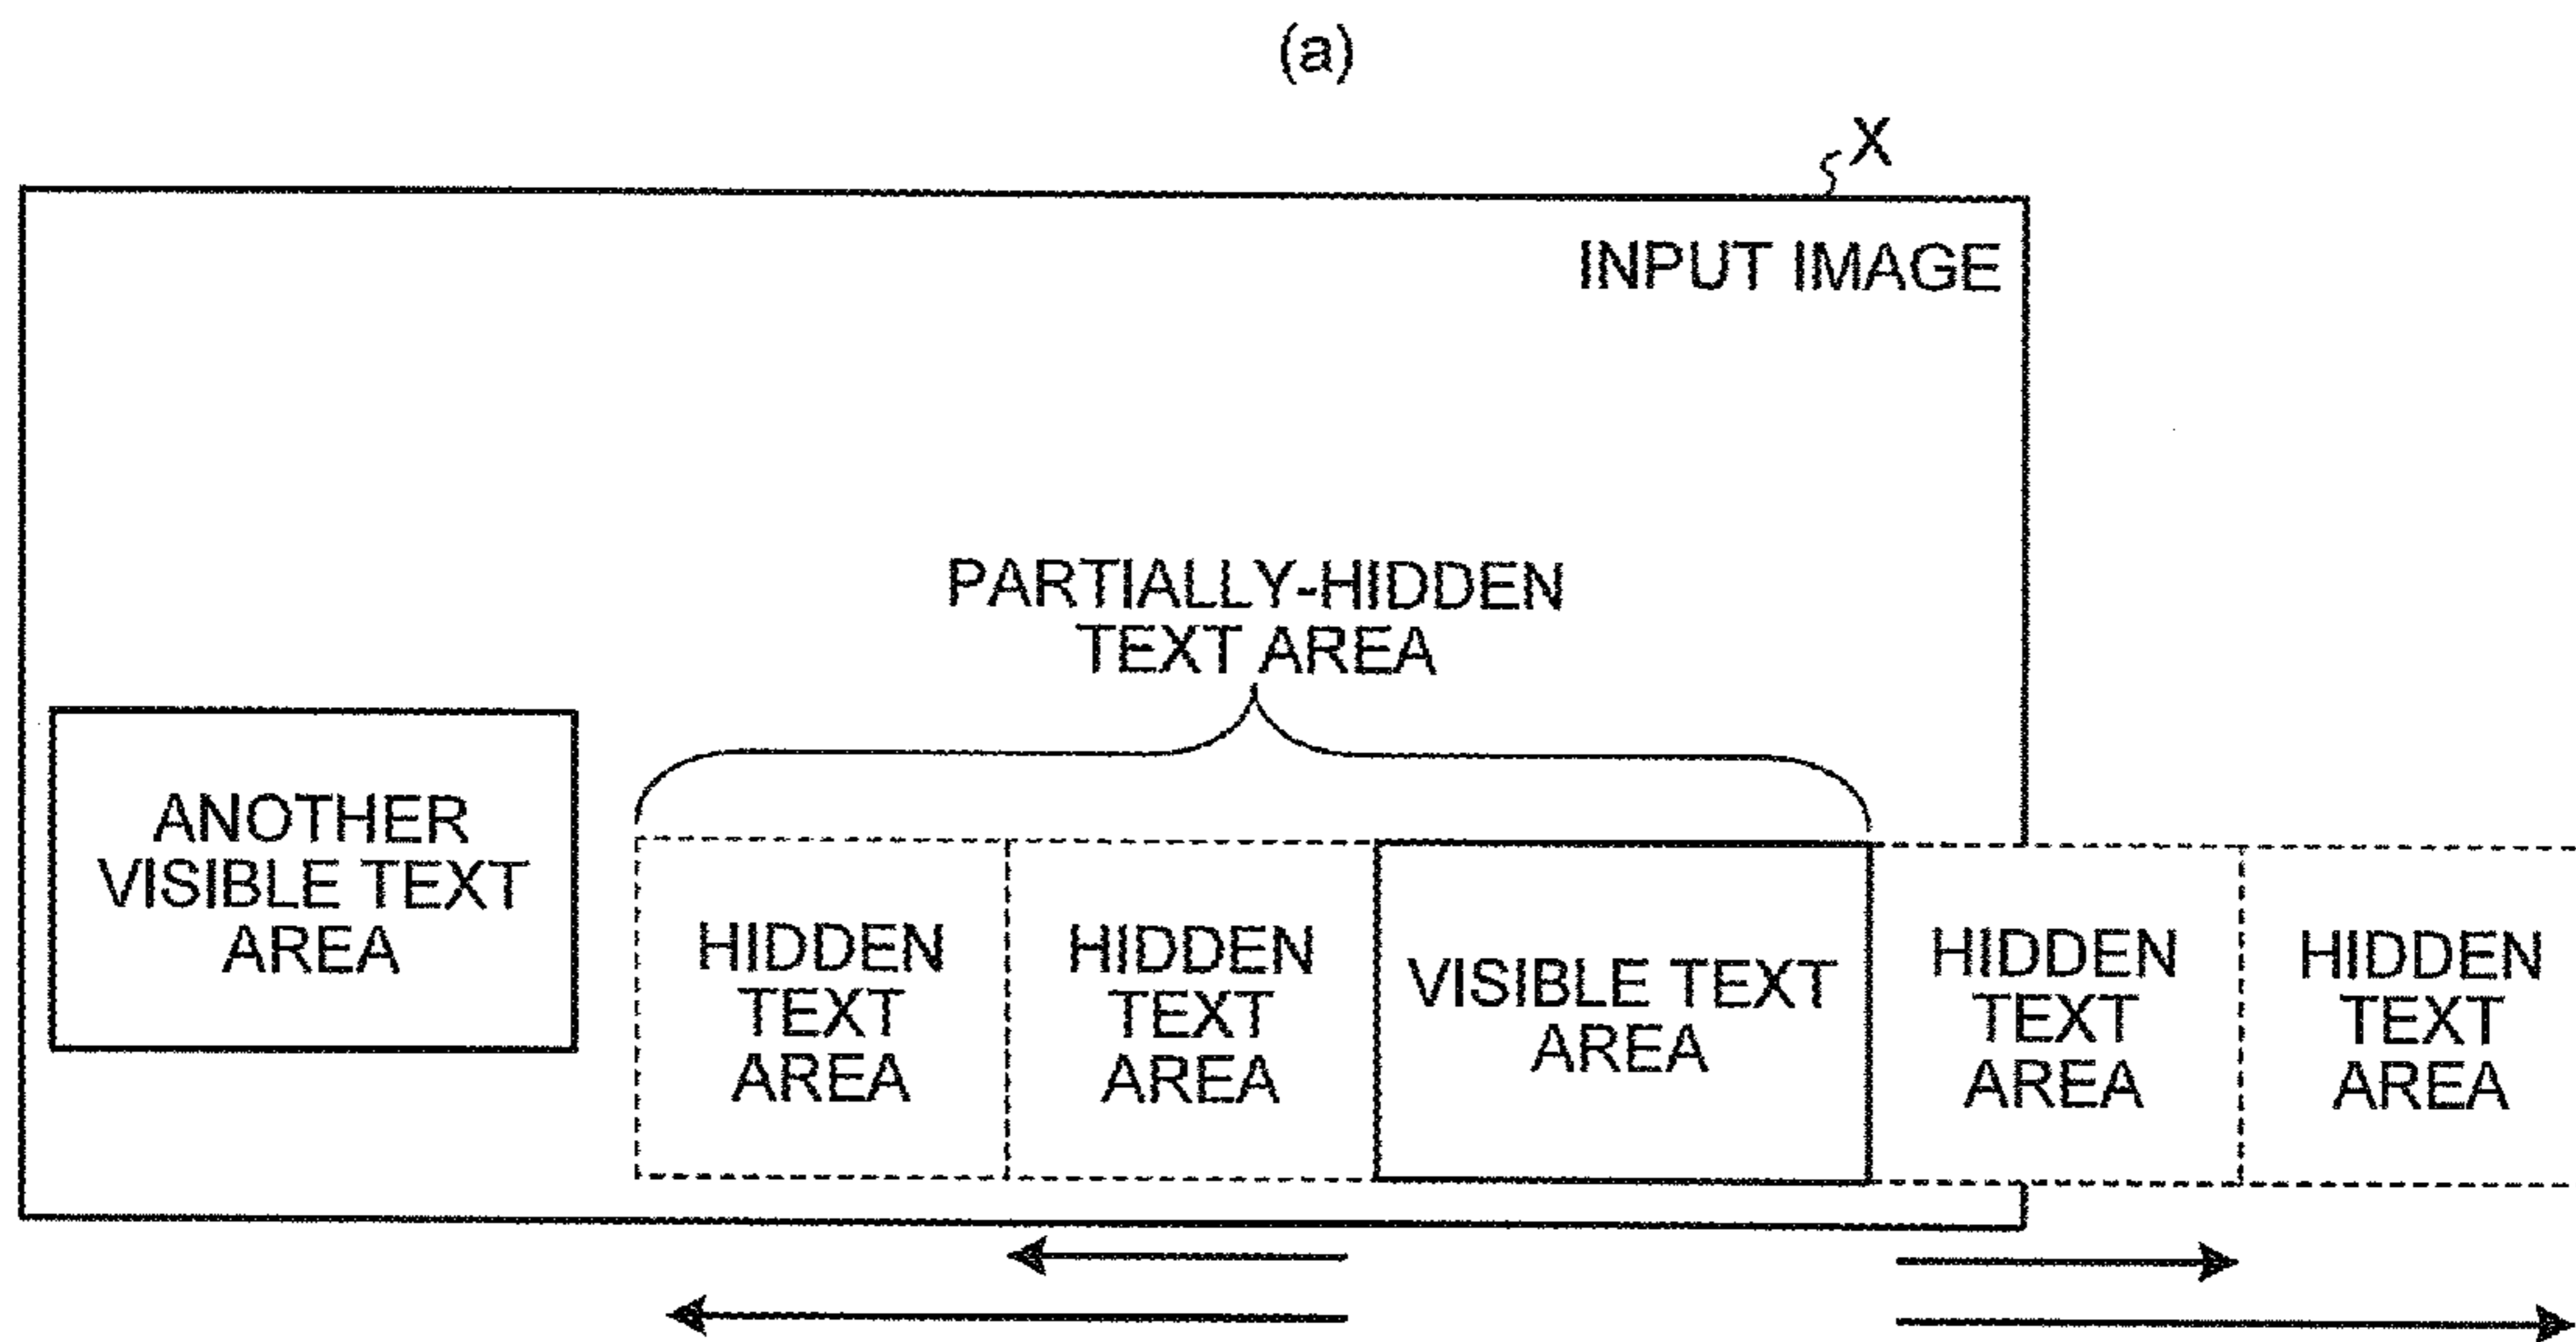 (a)
X
INPUT IMAGE
PARTIALLY-HIDDEN
TEXT AREA
ANOTHER
VISIBLE TEXT
AREA
HIDDEN
TEXT
AREA
HIDDEN
TEXT
AREA
VISIBLE TEXT
AREA
HIDDEN
TEXT
AREA
HIDDEN
TEXT
AREA